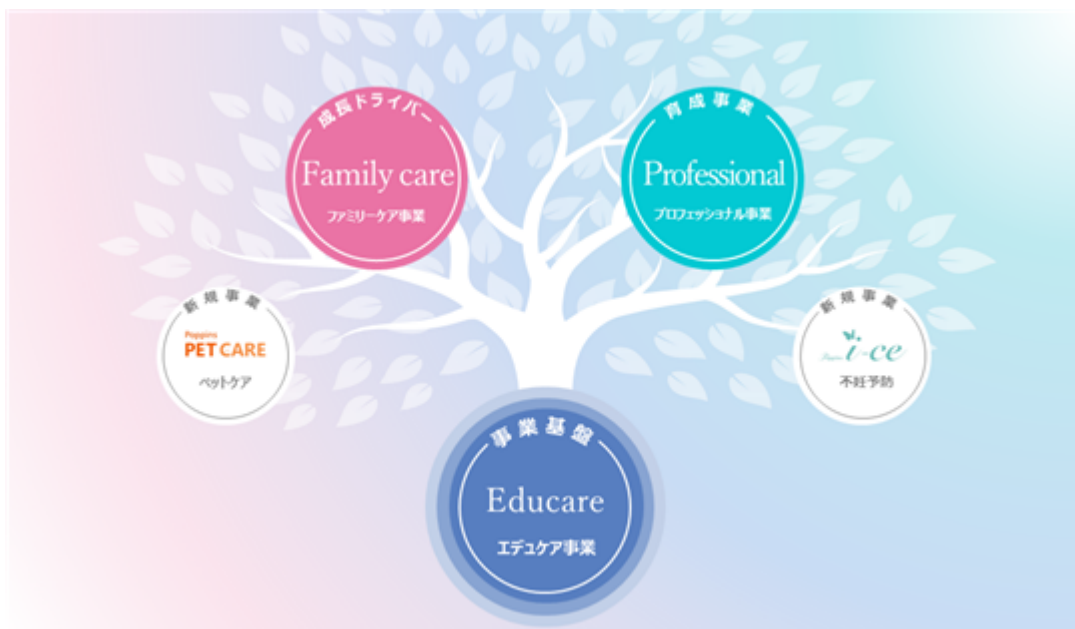 成長ドライバー
Family care
ファミリーケア事業
育成事業
Professional
プロフェッショナル事業
新規事業
Poppins
PET CARE
ペットケア
新規事業
Poppins
i-ce
不妊予防
事業基盤
Educare
エデュケア事業